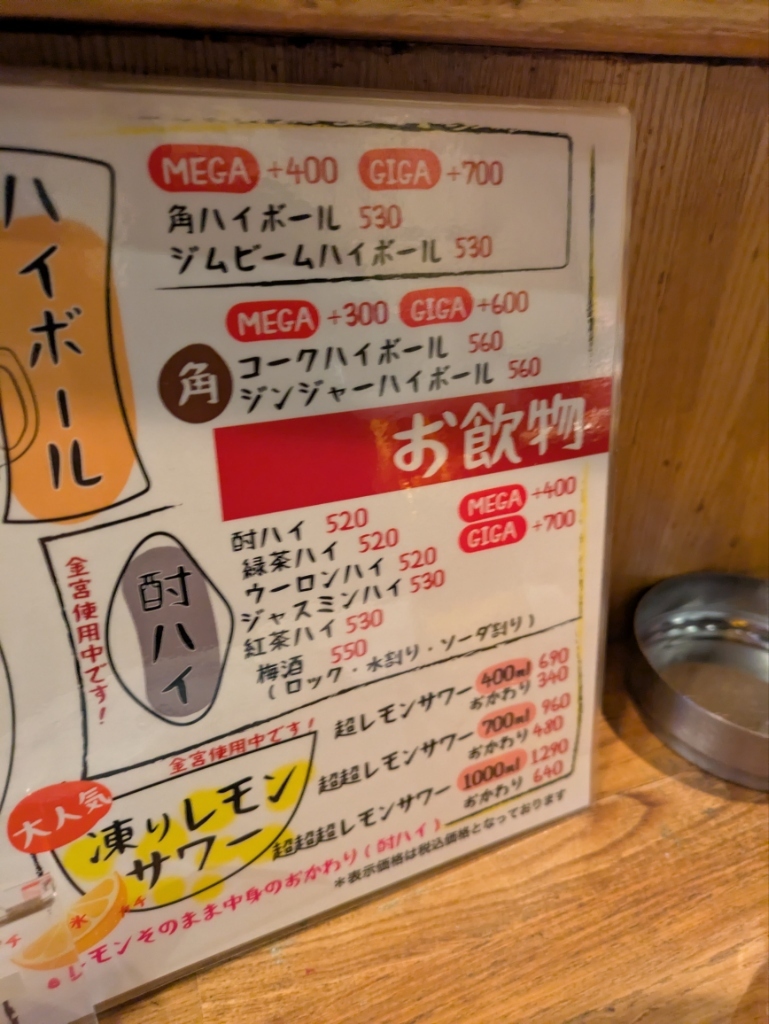 ハイボール
MEGA +400 GIGA +700
角ハイボール 530
ジムビームハイボール 530
MEGA +300 GIGA +600
角
コークハイボール 560
ジンジャーハイボール 560
お飲物
MEGA +400
GIGA +700
金宮使用中です!
酎ハイ
酎ハイ 520
緑茶ハイ 520
ウーロンハイ 520
ジャスミンハイ 530
紅茶ハイ 530
梅酒 550
(ロック・水割り・ソーダ割り)
金宮使用中です!
大人気
凍りレモンサワー
超レモンサワー 400ml 690
おかわり 340
超超レモンサワー 700ml 960
おかわり 480
超超超レモンサワー 1000ml 1290
おかわり 640
レモンそのまま中身のおかわり(酎ハイ)
*表示価格は税込価格となっております
氷